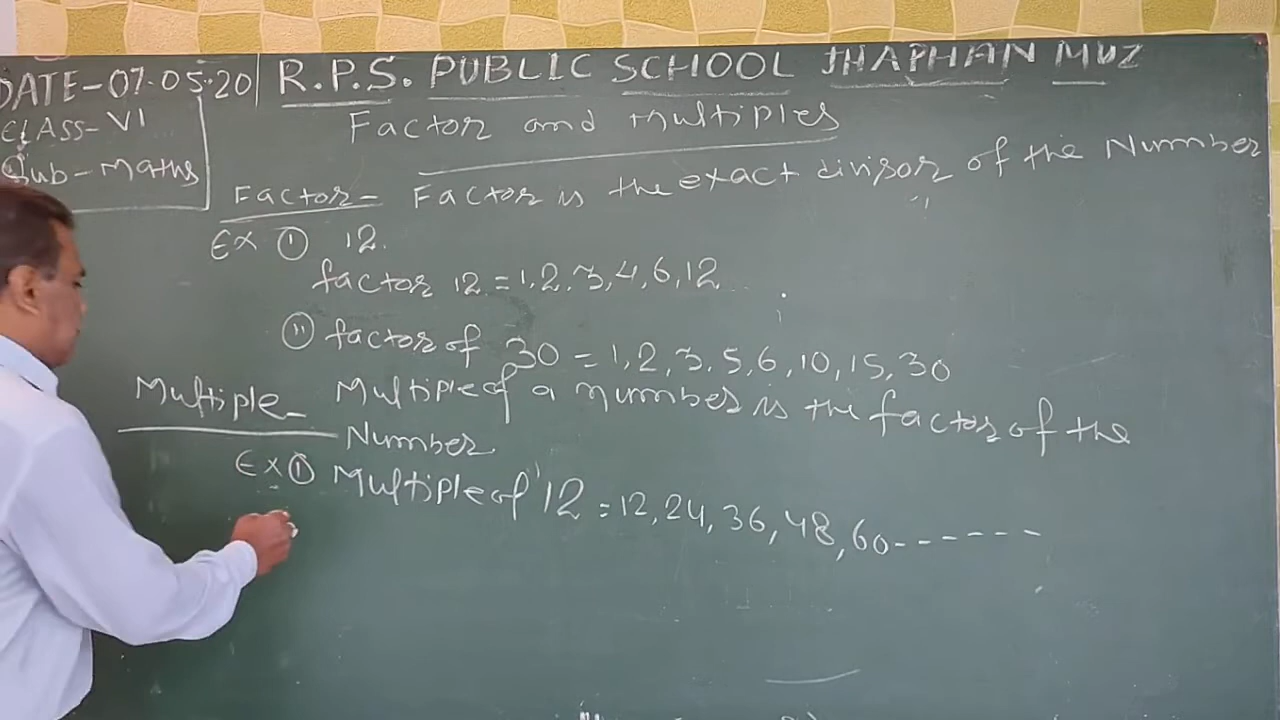 DATE-07.05.20
R.P.S. PUBLIC SCHOOL JHAPHAN MUZ
CLASS-VI
Sub-Maths
Factor and Multiples
Factor- Factor is the exact divisor of the Number
Ex ① 12.
factor 12 = 1,2,3,4,6,12
ⅱ factor of 30 = 1,2,3,5,6,10,15,30
Multiple- Multiple of a number is the factor of the
Number
Ex ① Multiple of 12 = 12,24,36,48,60------